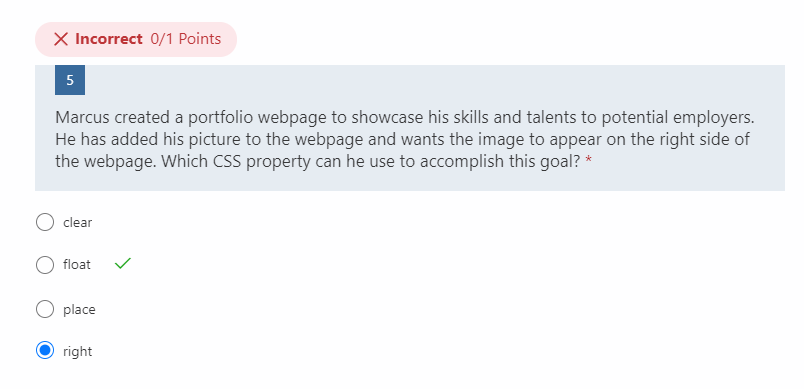 Incorrect 0/1 Points
5
Marcus created a portfolio webpage to showcase his skills and talents to potential employers.
He has added his picture to the webpage and wants the image to appear on the right side of
the webpage. Which CSS property can he use to accomplish this goal? *
clear
float
place
right